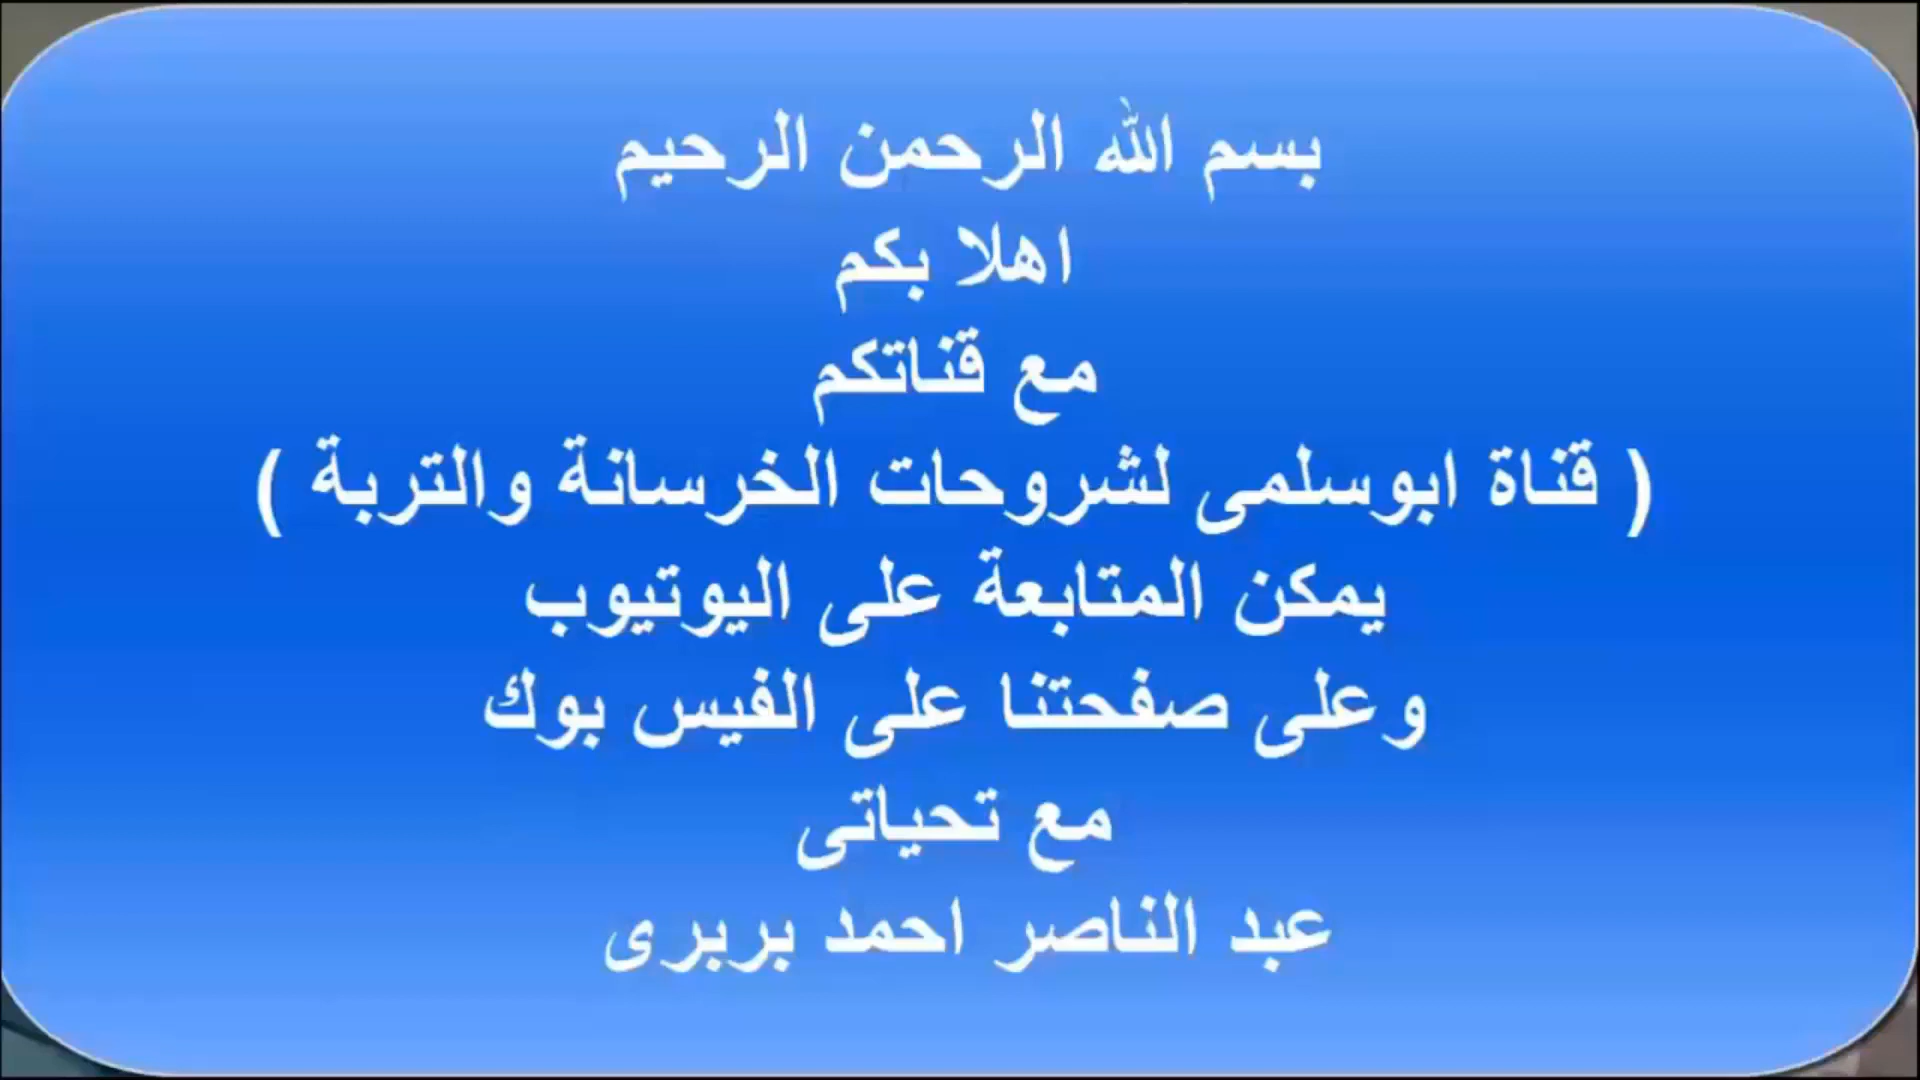 بسم الله الرحمن الرحيم
اهلا بكم
مع قناتكم
( قناة ابوسلمى لشروحات الخرسانة والتربة )
يمكن المتابعة على اليوتيوب
وعلى صفحتنا على الفيس بوك
مع تحياتى
عبد الناصر احمد بربرى